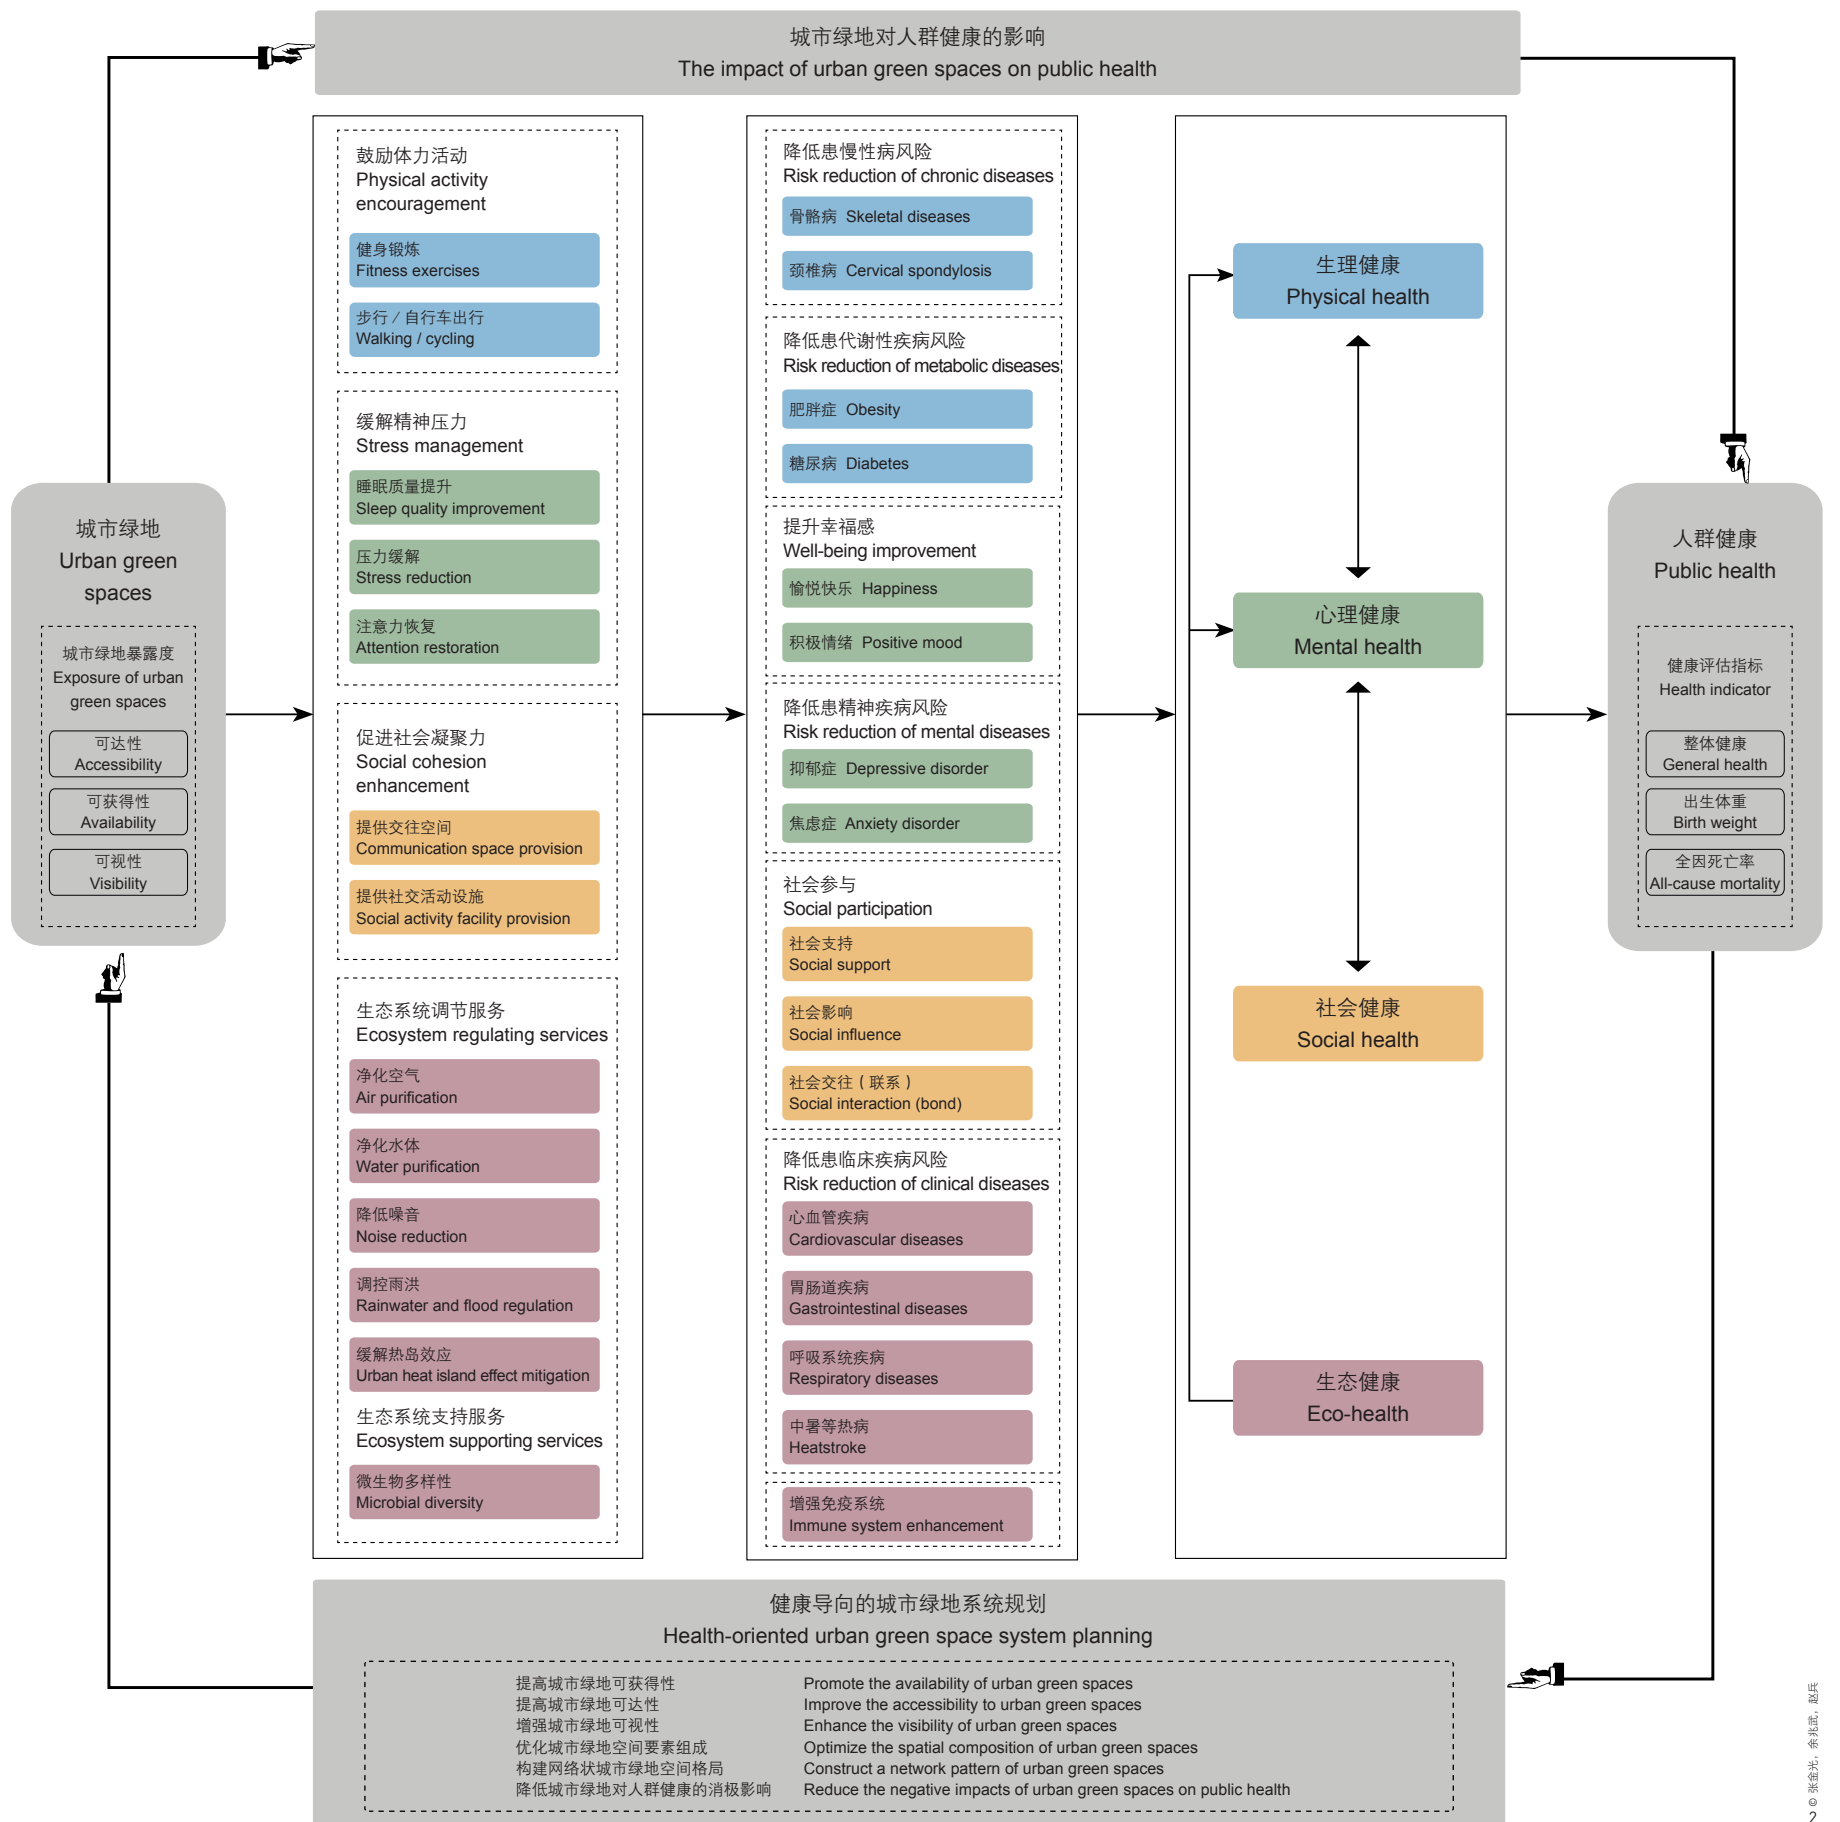 城市绿地对人群健康的影响
The impact of urban green spaces on public health
城市绿地
Urban green
spaces
城市绿地暴露度
Exposure of urban
green spaces
可达性
Accessibility
可获得性
Availability
可视性
Visibility
鼓励体力活动
Physical activity
encouragement
健身锻炼
Fitness exercises
步行／自行车出行
Walking / cycling
缓解精神压力
Stress management
睡眠质量提升
Sleep quality improvement
压力缓解
Stress reduction
注意力恢复
Attention restoration
促进社会凝聚力
Social cohesion
enhancement
提供交往空间
Communication space provision
提供社交活动设施
Social activity facility provision
生态系统调节服务
Ecosystem regulating services
净化空气
Air purification
净化水体
Water purification
降低噪音
Noise reduction
调控雨洪
Rainwater and flood regulation
缓解热岛效应
Urban heat island effect mitigation
生态系统支持服务
Ecosystem supporting services
微生物多样性
Microbial diversity
降低患慢性病风险
Risk reduction of chronic diseases
骨骼病 Skeletal diseases
颈椎病 Cervical spondylosis
降低患代谢性疾病风险
Risk reduction of metabolic diseases
肥胖症 Obesity
糖尿病 Diabetes
提升幸福感
Well-being improvement
愉悦快乐 Happiness
积极情绪 Positive mood
降低患精神疾病风险
Risk reduction of mental diseases
抑郁症 Depressive disorder
焦虑症 Anxiety disorder
社会参与
Social participation
社会支持
Social support
社会影响
Social influence
社会交往（联系）
Social interaction (bond)
降低患临床疾病风险
Risk reduction of clinical diseases
心血管疾病
Cardiovascular diseases
胃肠道疾病
Gastrointestinal diseases
呼吸系统疾病
Respiratory diseases
中暑等热病
Heatstroke
增强免疫系统
Immune system enhancement
生理健康
Physical health
心理健康
Mental health
社会健康
Social health
生态健康
Eco-health
人群健康
Public health
健康评估指标
Health indicator
整体健康
General health
出生体重
Birth weight
全因死亡率
All-cause mortality
健康导向的城市绿地系统规划
Health-oriented urban green space system planning
提高城市绿地可获得性 Promote the availability of urban green spaces
提高城市绿地可达性 Improve the accessibility to urban green spaces
增强城市绿地可视性 Enhance the visibility of urban green spaces
优化城市绿地空间要素组成 Optimize the spatial composition of urban green spaces
构建网络状城市绿地空间格局 Construct a network pattern of urban green spaces
降低城市绿地对人群健康的消极影响 Reduce the negative impacts of urban green spaces on public health
© 张金光，余兆武，赵兵
2